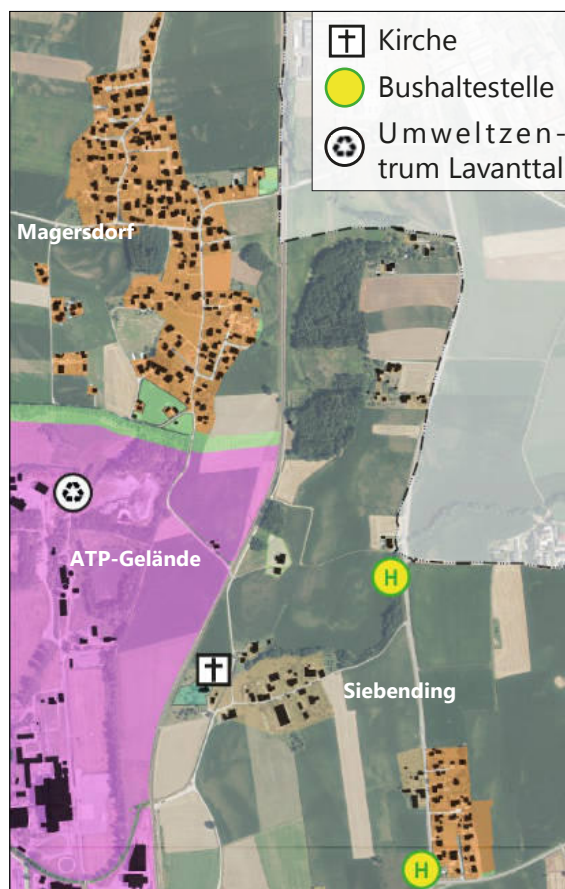 Kirche
Bushaltestelle
Umweltzen-
trum Lavanttal
Magersdorf
ATP-Gelände
H
Siebending
H